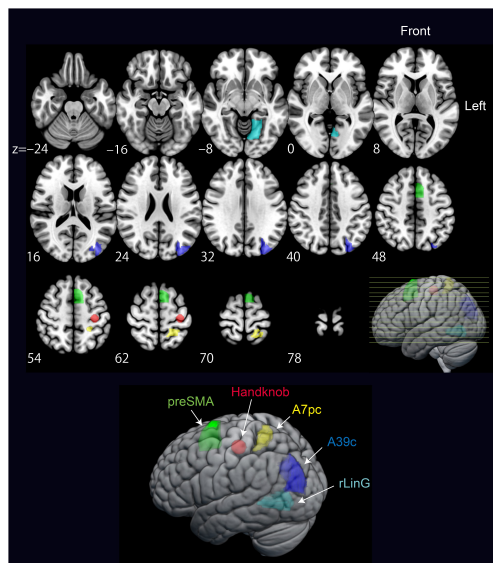 Front
Left
z=−24
−16
−8
0
8
16
24
32
40
48
54
62
70
78
Handknob
preSMA
A7pc
A39c
rLinG